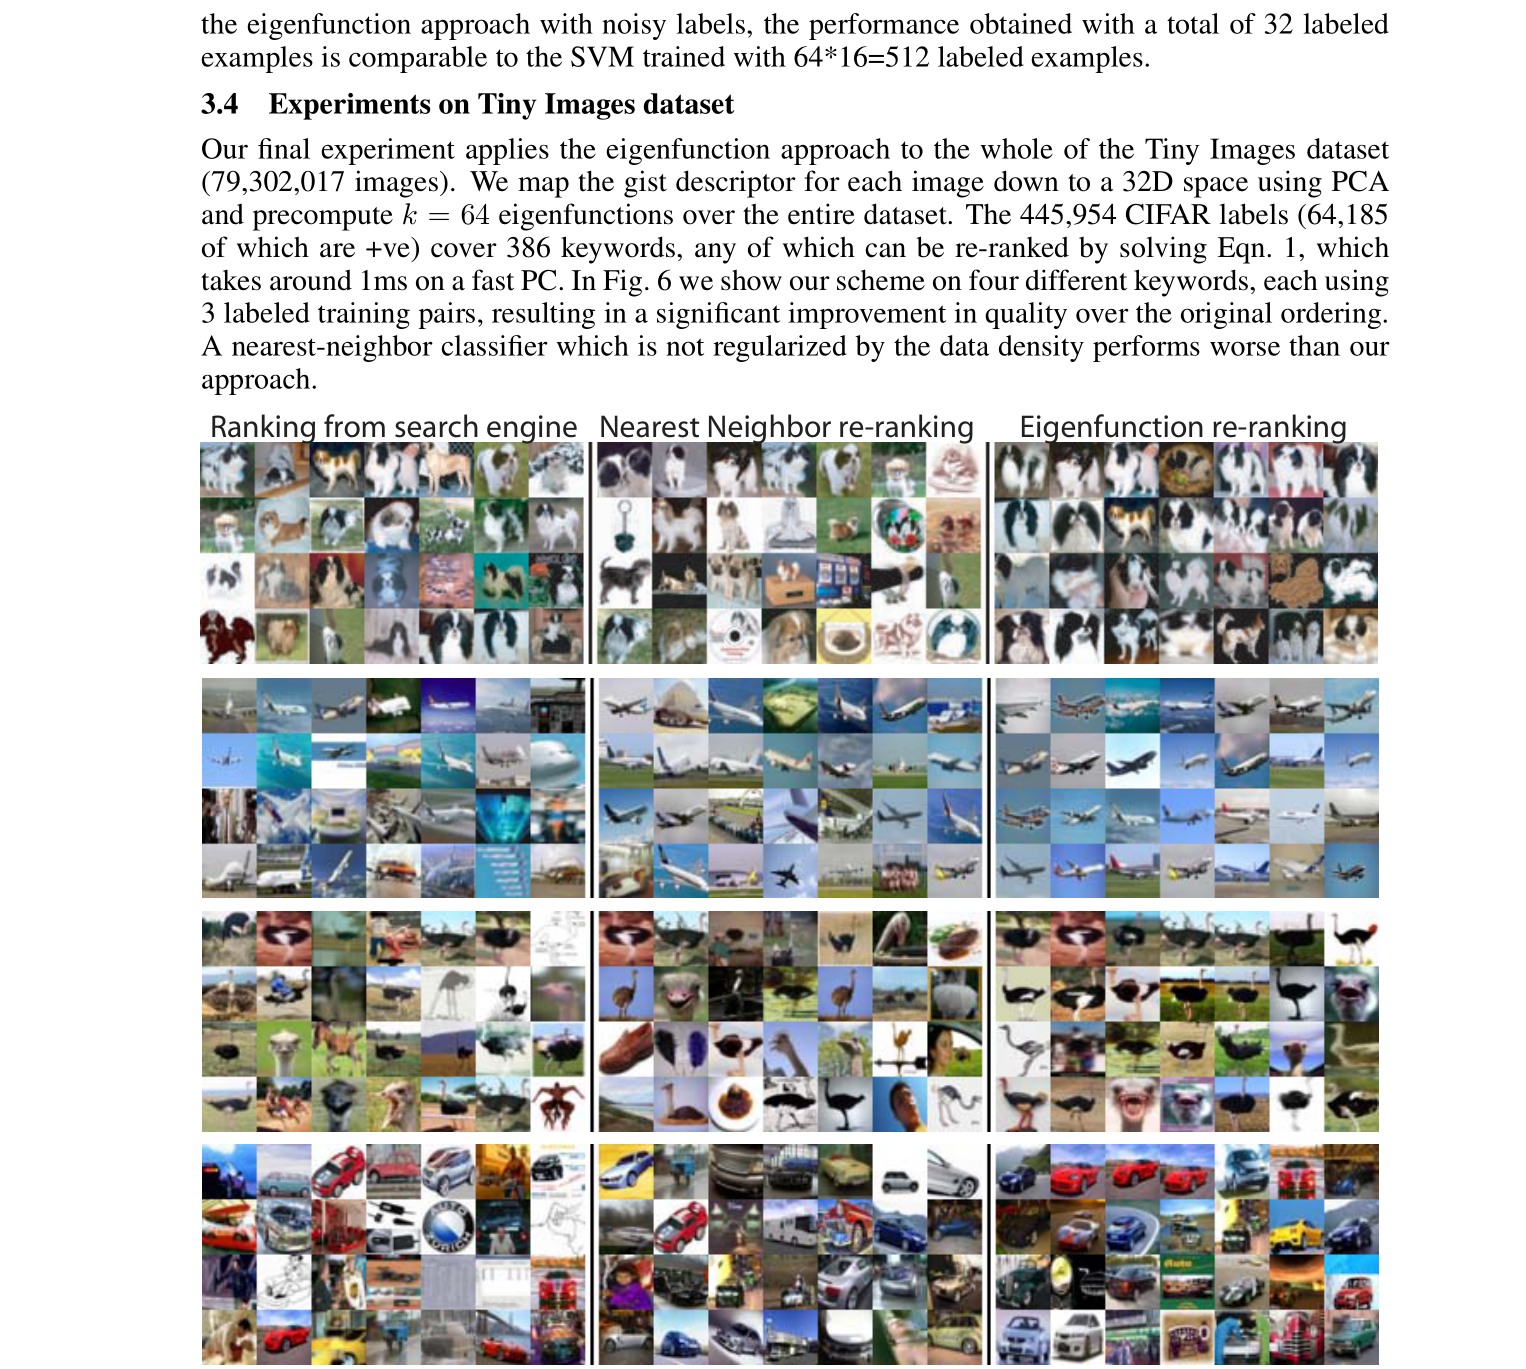 the eigenfunction approach with noisy labels, the performance obtained with a total of 32 labeled
examples is comparable to the SVM trained with 64*16=512 labeled examples.
3.4 Experiments on Tiny Images dataset
Our final experiment applies the eigenfunction approach to the whole of the Tiny Images dataset
(79,302,017 images). We map the gist descriptor for each image down to a 32D space using PCA
and precompute k = 64 eigenfunctions over the entire dataset. The 445,954 CIFAR labels (64,185
of which are +ve) cover 386 keywords, any of which can be re-ranked by solving Eqn. 1, which
takes around 1ms on a fast PC. In Fig. 6 we show our scheme on four different keywords, each using
3 labeled training pairs, resulting in a significant improvement in quality over the original ordering.
A nearest-neighbor classifier which is not regularized by the data density performs worse than our
approach.
Ranking from search engine Nearest Neighbor re-ranking Eigenfunction re-ranking
AUTO
Auto